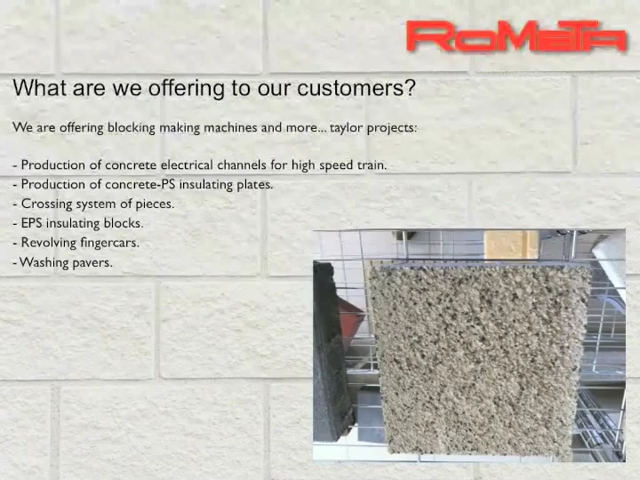 RoMeTa
What are we offering to our customers?
We are offering blocking making machines and more... taylor projects:
- Production of concrete electrical channels for high speed train.
- Production of concrete-PS insulating plates.
- Crossing system of pieces.
- EPS insulating blocks.
- Revolving fingercars.
- Washing pavers.